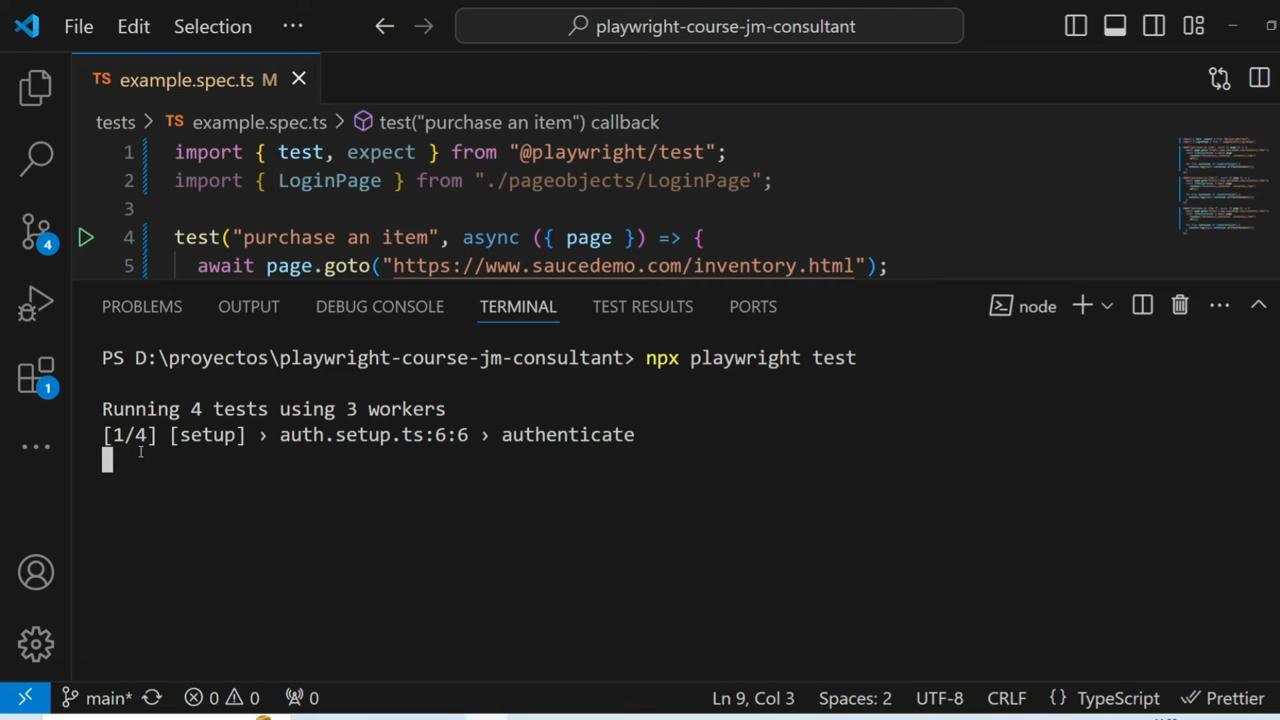 File Edit Selection ··· playwright-course-jm-consultant
TS example.spec.ts M
tests > TS example.spec.ts > test("purchase an item") callback
1 import { test, expect } from "@playwright/test";
2 import { LoginPage } from "./pageobjects/LoginPage";
3
4 test("purchase an item", async ({ page }) => {
5 await page.goto("https://www.saucedemo.com/inventory.html");
4
1
PROBLEMS OUTPUT DEBUG CONSOLE TERMINAL TEST RESULTS PORTS node
PS D:\proyectos\playwright-course-jm-consultant> npx playwright test
Running 4 tests using 3 workers
[1/4] [setup] › auth.setup.ts:6:6 › authenticate
main* 0 0 0 Ln 9, Col 3 Spaces: 2 UTF-8 CRLF {} TypeScript Prettier